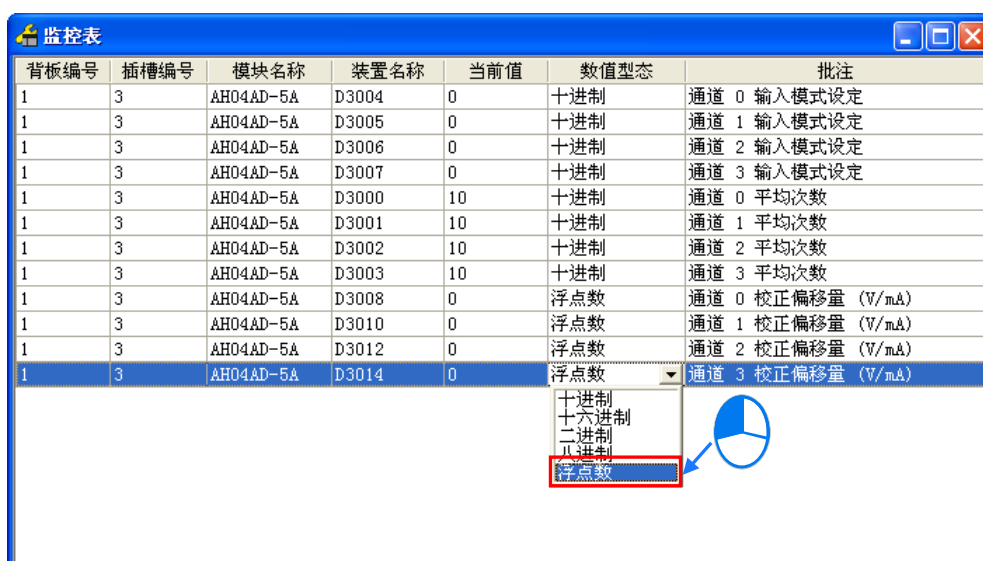 监控表
背板编号 插槽编号 模块名称 装置名称 当前值 数值型态 批注
1 3 AH04AD-5A D3004 0 十进制 通道 0 输入模式设定
1 3 AH04AD-5A D3005 0 十进制 通道 1 输入模式设定
1 3 AH04AD-5A D3006 0 十进制 通道 2 输入模式设定
1 3 AH04AD-5A D3007 0 十进制 通道 3 输入模式设定
1 3 AH04AD-5A D3000 10 十进制 通道 0 平均次数
1 3 AH04AD-5A D3001 10 十进制 通道 1 平均次数
1 3 AH04AD-5A D3002 10 十进制 通道 2 平均次数
1 3 AH04AD-5A D3003 10 十进制 通道 3 平均次数
1 3 AH04AD-5A D3008 0 浮点数 通道 0 校正偏移量 (V/mA)
1 3 AH04AD-5A D3010 0 浮点数 通道 1 校正偏移量 (V/mA)
1 3 AH04AD-5A D3012 0 浮点数 通道 2 校正偏移量 (V/mA)
1 3 AH04AD-5A D3014 0 浮点数 通道 3 校正偏移量 (V/mA)
十进制
十六进制
二进制
八进制
浮点数